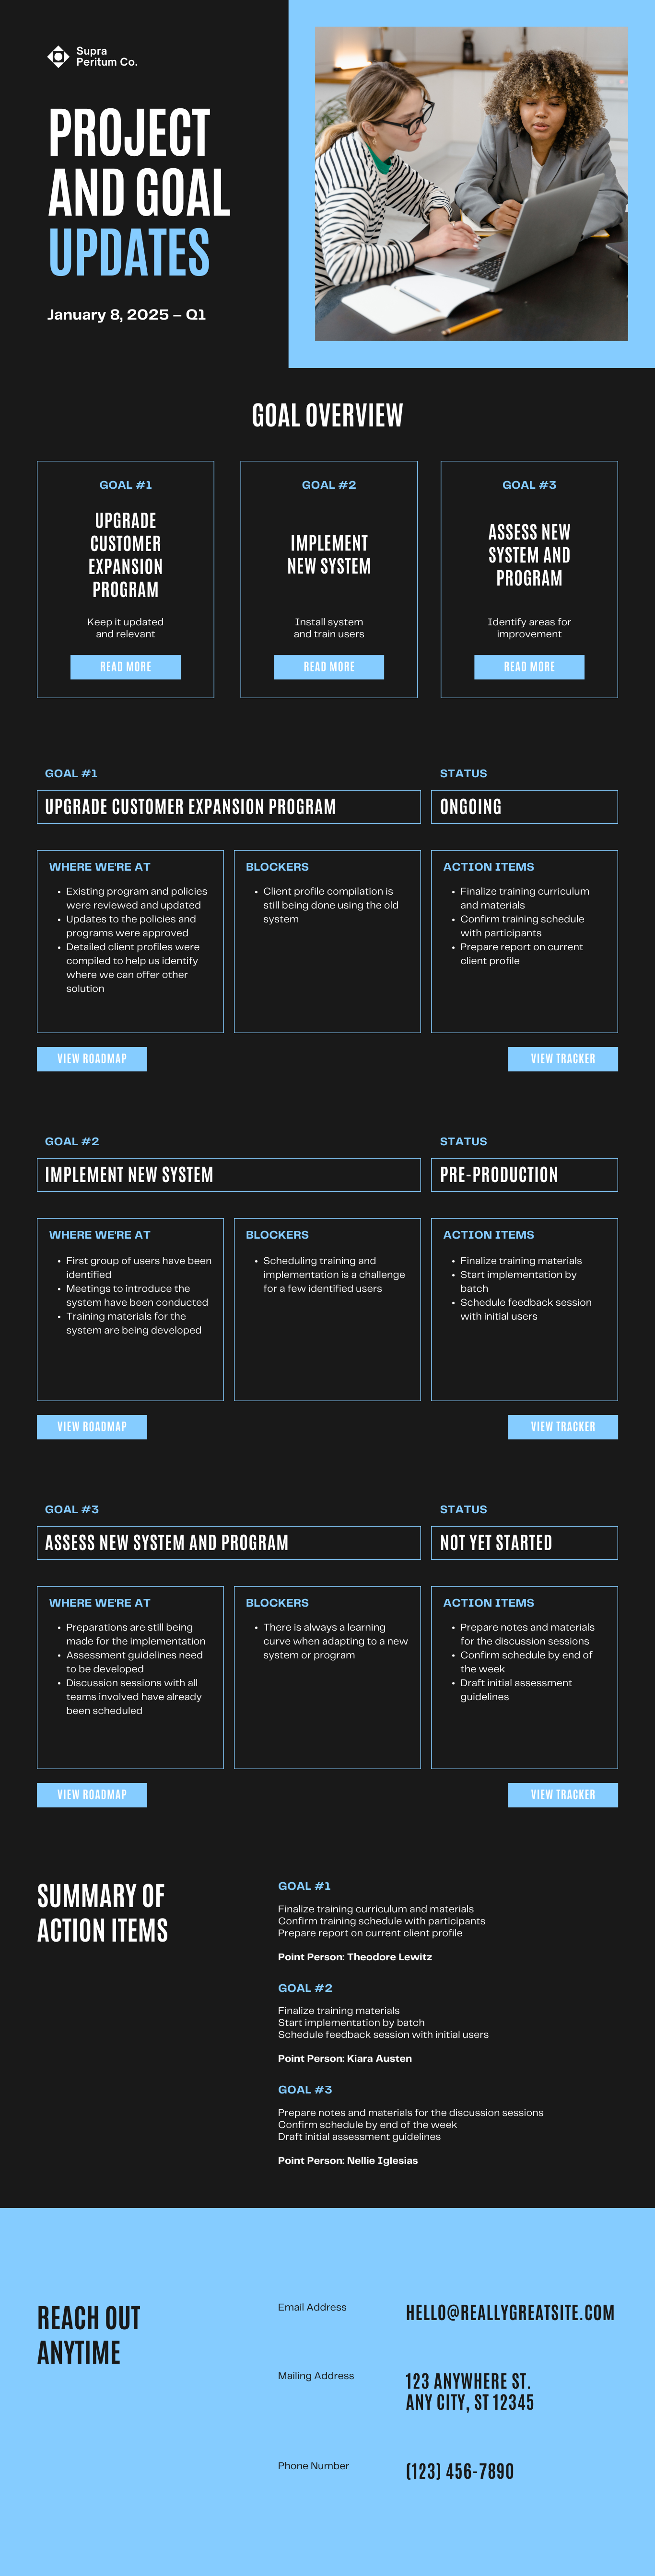 Supra
Peritum Co.
PROJECT
AND GOAL
UPDATES
January 8, 2025 – Q1
GOAL OVERVIEW
GOAL #1
UPGRADE
CUSTOMER
EXPANSION
PROGRAM
Keep it updated
and relevant
READ MORE
GOAL #2
IMPLEMENT
NEW SYSTEM
Install system
and train users
READ MORE
GOAL #3
ASSESS NEW
SYSTEM AND
PROGRAM
Identify areas for
improvement
READ MORE
GOAL #1
UPGRADE CUSTOMER EXPANSION PROGRAM
STATUS
ONGOING
WHERE WE'RE AT
• Existing program and policies
were reviewed and updated
• Updates to the policies and
programs were approved
• Detailed client profiles were
compiled to help us identify
where we can offer other
solution
BLOCKERS
• Client profile compilation is
still being done using the old
system
ACTION ITEMS
• Finalize training curriculum
and materials
• Confirm training schedule
with participants
• Prepare report on current
client profile
VIEW ROADMAP
VIEW TRACKER
GOAL #2
IMPLEMENT NEW SYSTEM
STATUS
PRE-PRODUCTION
WHERE WE'RE AT
• First group of users have been
identified
• Meetings to introduce the
system have been conducted
• Training materials for the
system are being developed
BLOCKERS
• Scheduling training and
implementation is a challenge
for a few identified users
ACTION ITEMS
• Finalize training materials
• Start implementation by
batch
• Schedule feedback session
with initial users
VIEW ROADMAP
VIEW TRACKER
GOAL #3
ASSESS NEW SYSTEM AND PROGRAM
STATUS
NOT YET STARTED
WHERE WE'RE AT
• Preparations are still being
made for the implementation
• Assessment guidelines need
to be developed
• Discussion sessions with all
teams involved have already
been scheduled
BLOCKERS
• There is always a learning
curve when adapting to a new
system or program
ACTION ITEMS
• Prepare notes and materials
for the discussion sessions
• Confirm schedule by end of
the week
• Draft initial assessment
guidelines
VIEW ROADMAP
VIEW TRACKER
SUMMARY OF
ACTION ITEMS
GOAL #1
Finalize training curriculum and materials
Confirm training schedule with participants
Prepare report on current client profile
Point Person: Theodore Lewitz
GOAL #2
Finalize training materials
Start implementation by batch
Schedule feedback session with initial users
Point Person: Kiara Austen
GOAL #3
Prepare notes and materials for the discussion sessions
Confirm schedule by end of the week
Draft initial assessment guidelines
Point Person: Nellie Iglesias
REACH OUT
ANYTIME
Email Address
HELLO@REALLYGREATSITE.COM
Mailing Address
123 ANYWHERE ST.
ANY CITY, ST 12345
Phone Number
(123) 456-7890